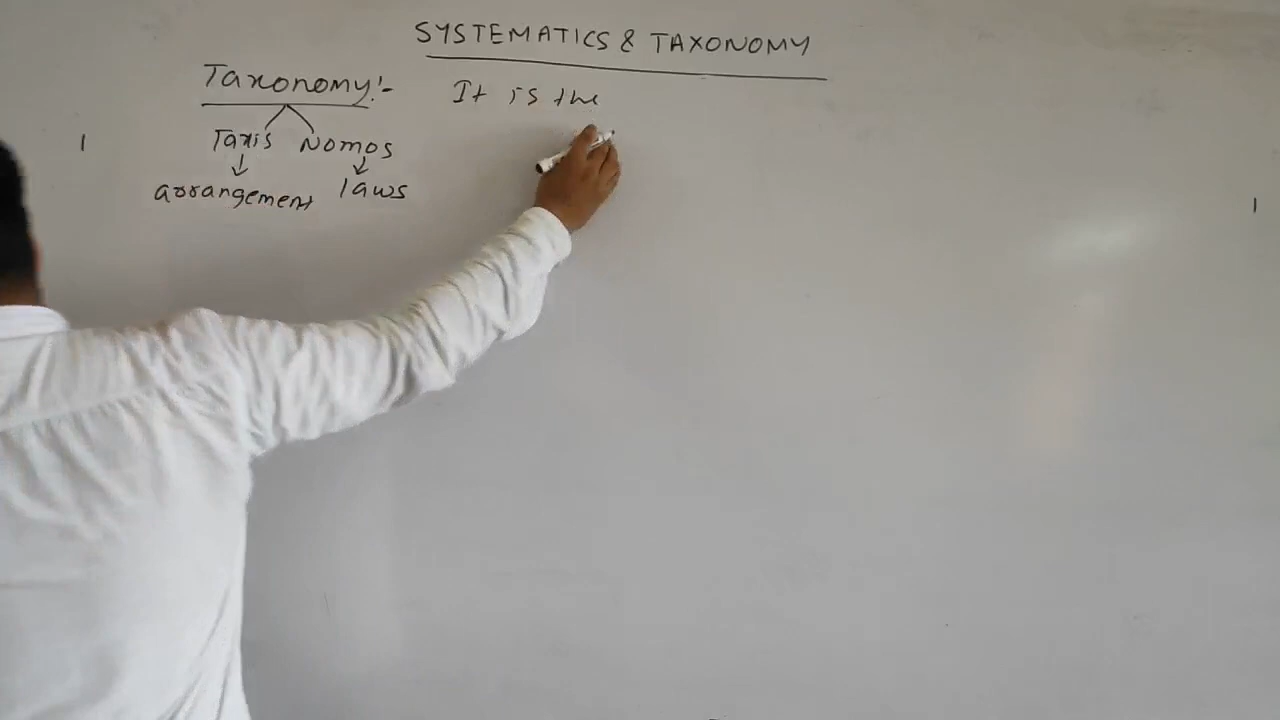 SYSTEMATICS & TAXONOMY
Taxonomy:- It is the
Taxis Nomos
arrangement laws